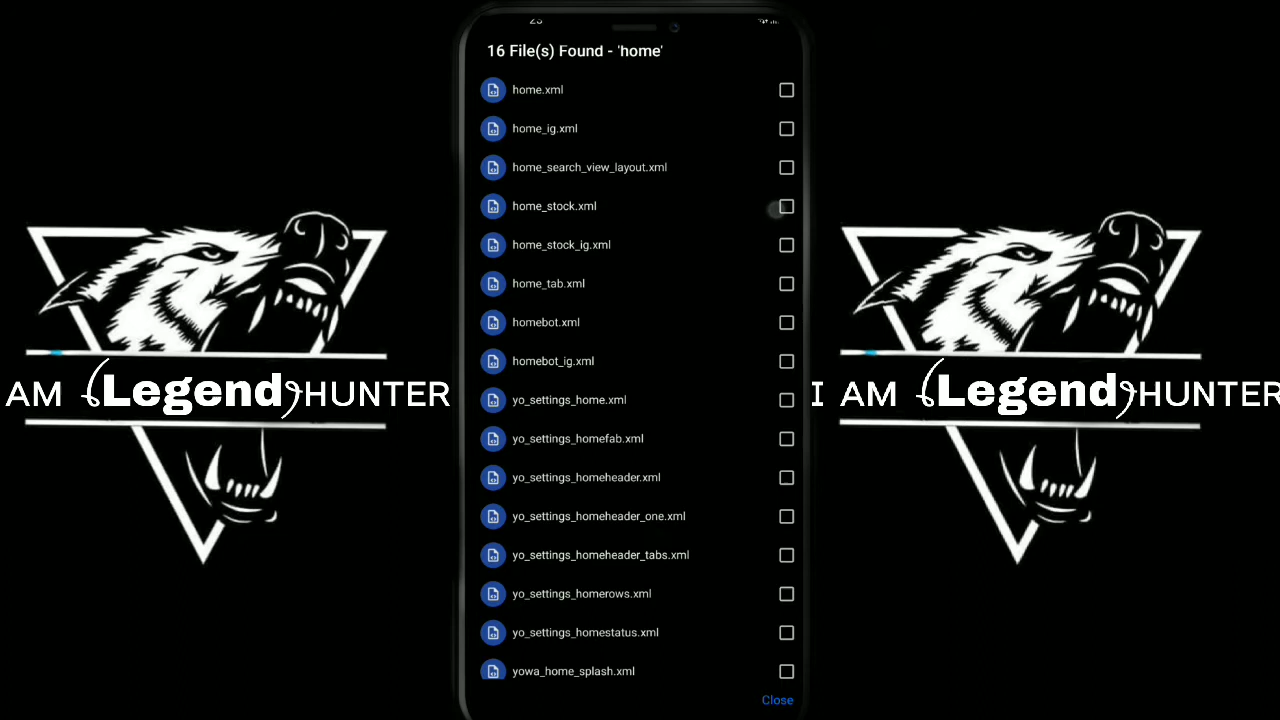 16 File(s) Found - 'home'
home.xml
home_ig.xml
home_search_view_layout.xml
home_stock.xml
home_stock_ig.xml
home_tab.xml
homebot.xml
homebot_ig.xml
yo_settings_home.xml
yo_settings_homefab.xml
yo_settings_homeheader.xml
yo_settings_homeheader_one.xml
yo_settings_homeheader_tabs.xml
yo_settings_homerows.xml
yo_settings_homestatus.xml
yowa_home_splash.xml
Close
AM Legend HUNTER
I AM Legend HUNTER